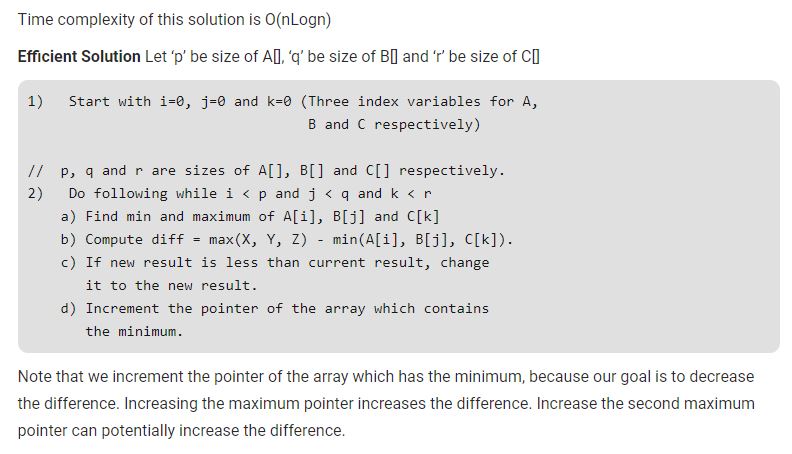 Time complexity of this solution is O(nLogn)
Efficient Solution Let ‘p’ be size of A[], ‘q’ be size of B[] and ‘r’ be size of C[]
1)   Start with i=0, j=0 and k=0 (Three index variables for A,
                                  B and C respectively)
//  p, q and r are sizes of A[], B[] and C[] respectively.
2)   Do following while i < p and j < q and k < r
    a) Find min and maximum of A[i], B[j] and C[k]
    b) Compute diff = max(X, Y, Z) - min(A[i], B[j], C[k]).
    c) If new result is less than current result, change
       it to the new result.
    d) Increment the pointer of the array which contains
       the minimum.
Note that we increment the pointer of the array which has the minimum, because our goal is to decrease
the difference. Increasing the maximum pointer increases the difference. Increase the second maximum
pointer can potentially increase the difference.